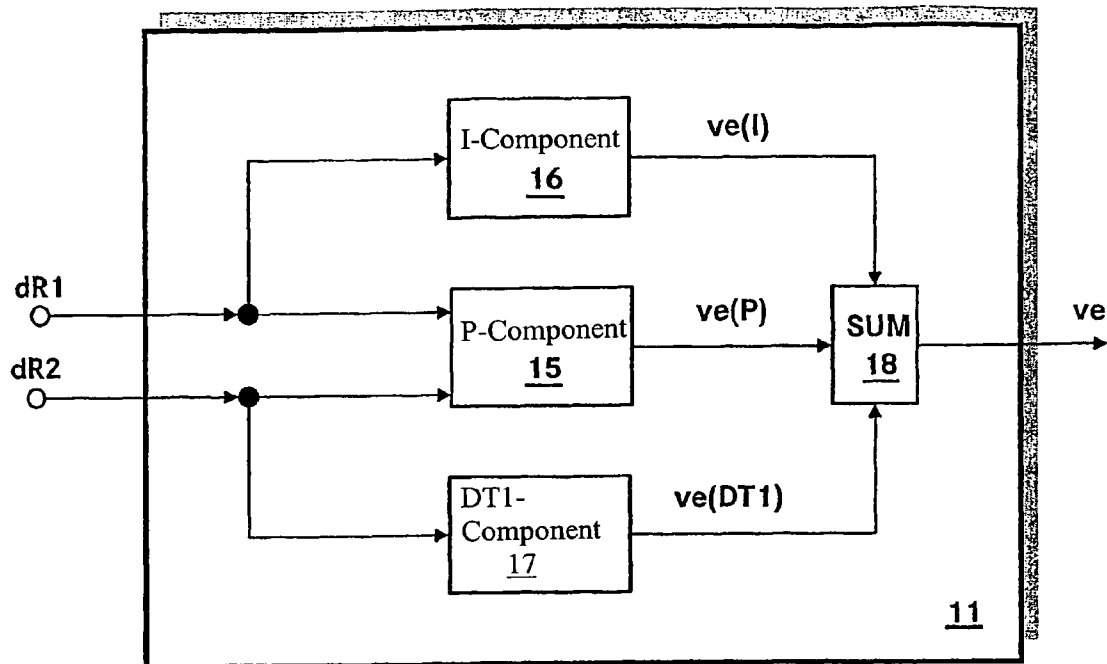 I-Component
16
ve(I)
dR1
dR2
P-Component
15
ve(P)
SUM
18
ve
DT1-
Component
17
ve(DT1)
11